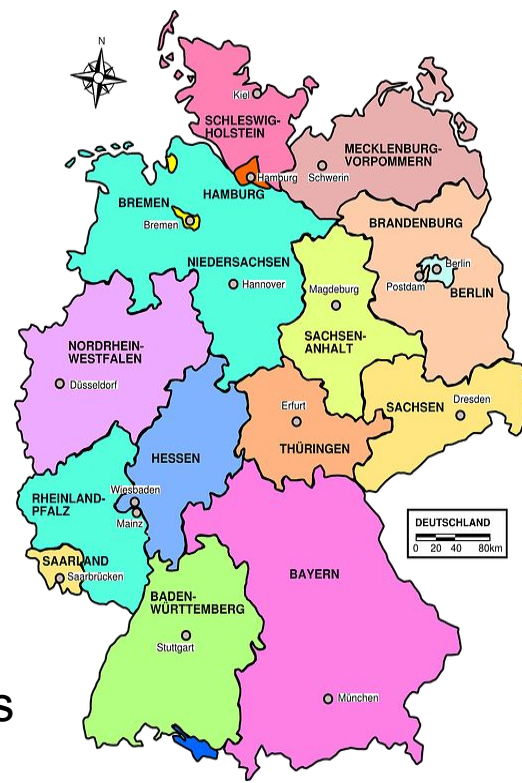 N
Kiel
SCHLESWIG-
HOLSTEIN
MECKLENBURG-
VORPOMMERN
Hamburg
Schwerin
HAMBURG
BREMEN
Bremen
BRANDENBURG
NIEDERSACHSEN
Hannover
Berlin
Postdam
BERLIN
Magdeburg
SACHSEN-
ANHALT
NORDRHEIN-
WESTFALEN
Düsseldorf
Erfurt
THÜRINGEN
Dresden
SACHSEN
HESSEN
Wiesbaden
Mainz
RHEINLAND-
PFALZ
SAARLAND
Saarbrücken
DEUTSCHLAND
0 20 40 80km
BADEN-
WÜRTTEMBERG
Stuttgart
BAYERN
München
s